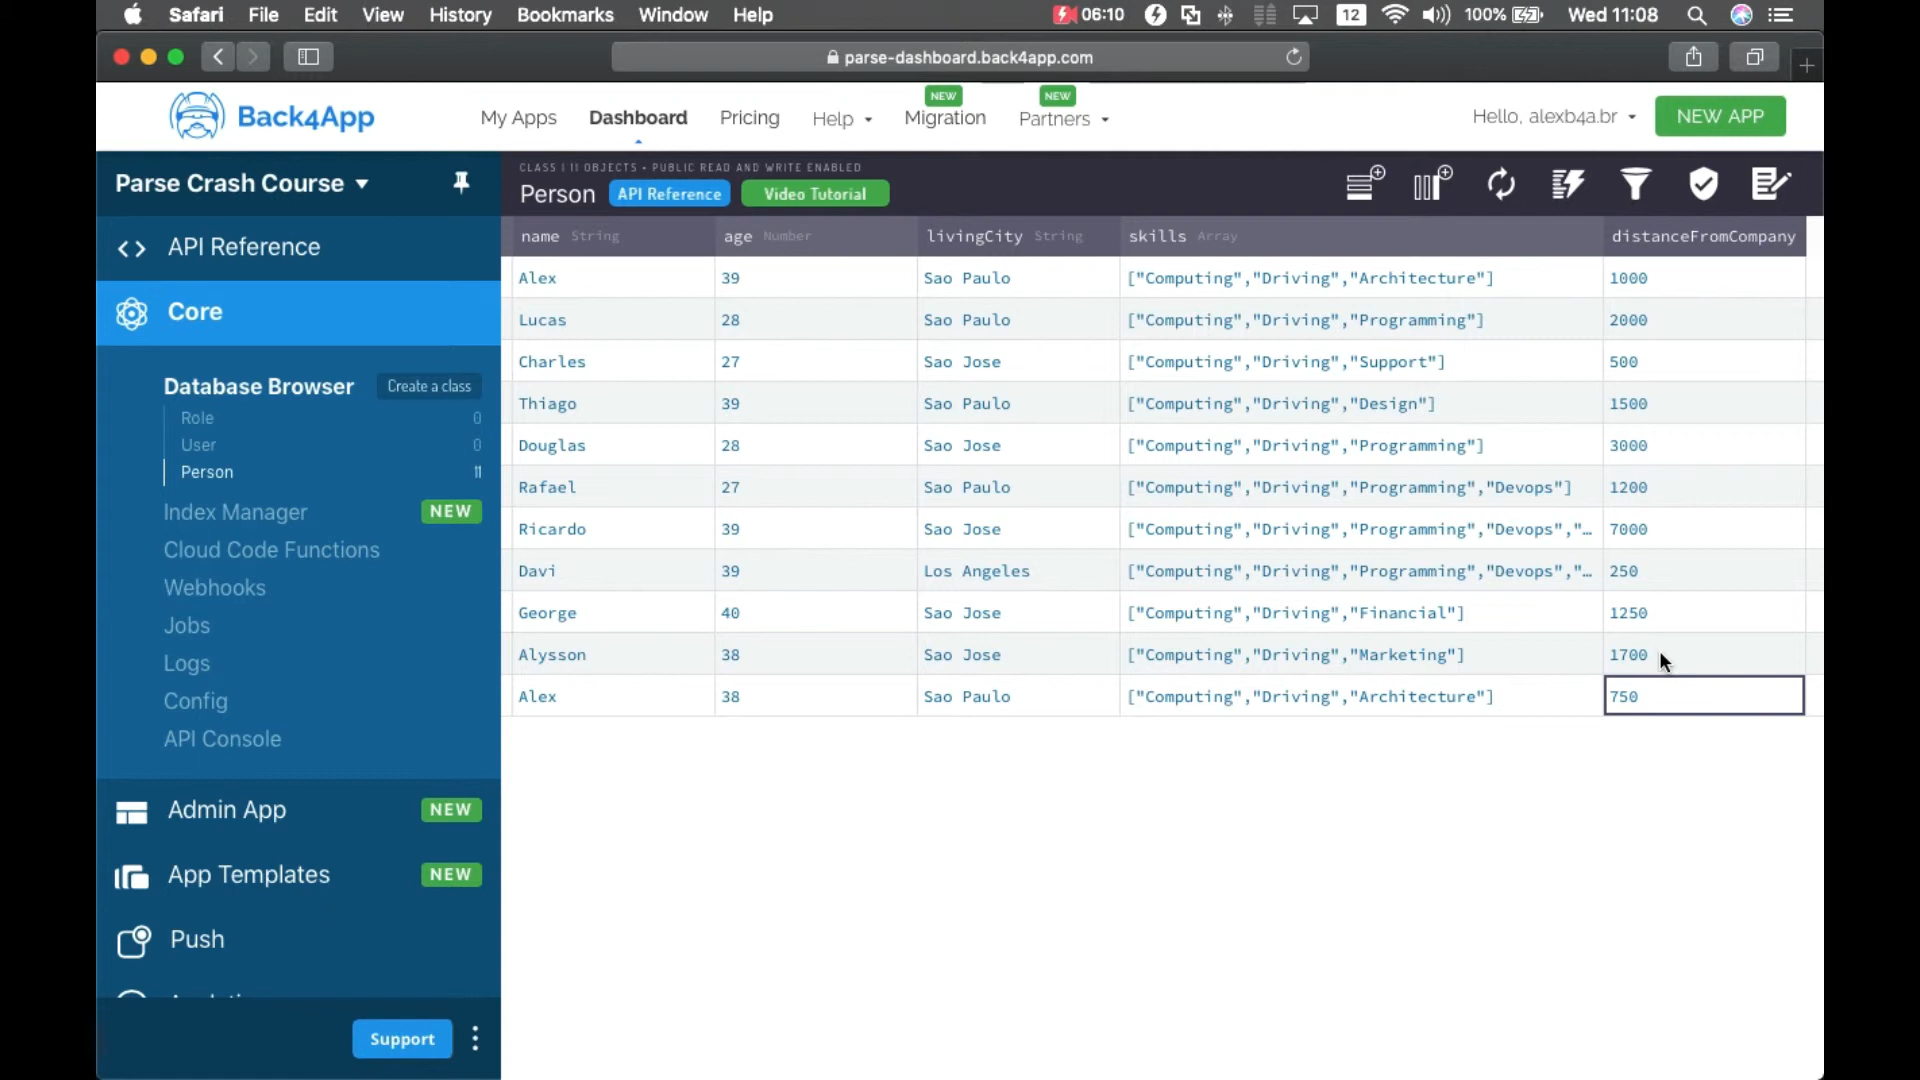 Safari File Edit View History Bookmarks Window Help 06:10 12 100% Wed 11:08
parse-dashboard.back4app.com
Back4App My Apps Dashboard Pricing Help NEW Migration NEW Partners Hello, alexb4a.br NEW APP
Parse Crash Course
API Reference
Core
Database Browser Create a class
Role 0
User 0
Person 11
Index Manager NEW
Cloud Code Functions
Webhooks
Jobs
Logs
Config
API Console
Admin App NEW
App Templates NEW
Push
Support
CLASS | 11 OBJECTS • PUBLIC READ AND WRITE ENABLED
Person API Reference Video Tutorial
name String age Number livingCity String skills Array distanceFromCompany
Alex 39 Sao Paulo ["Computing","Driving","Architecture"] 1000
Lucas 28 Sao Paulo ["Computing","Driving","Programming"] 2000
Charles 27 Sao Jose ["Computing","Driving","Support"] 500
Thiago 39 Sao Paulo ["Computing","Driving","Design"] 1500
Douglas 28 Sao Jose ["Computing","Driving","Programming"] 3000
Rafael 27 Sao Paulo ["Computing","Driving","Programming","Devops"] 1200
Ricardo 39 Sao Jose ["Computing","Driving","Programming","Devops","… 7000
Davi 39 Los Angeles ["Computing","Driving","Programming","Devops","… 250
George 40 Sao Jose ["Computing","Driving","Financial"] 1250
Alysson 38 Sao Jose ["Computing","Driving","Marketing"] 1700
Alex 38 Sao Paulo ["Computing","Driving","Architecture"] 750